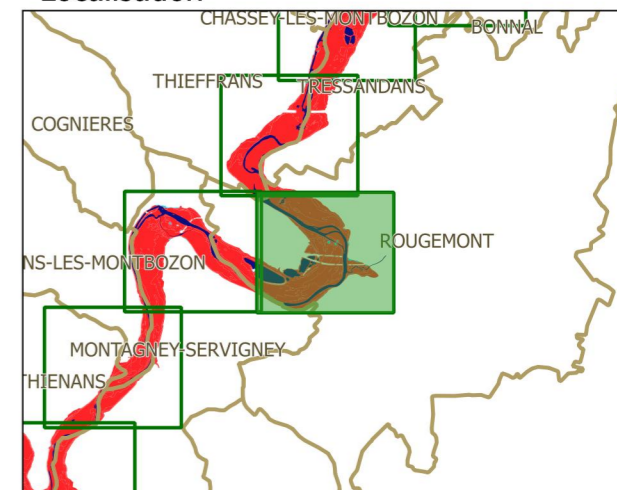 CHASSEY-LES-MONTBOZON
BONNAL
THIEFFRANS
TRESSANDANS
COGNIERES
ROUGEMONT
NS-LES-MONTBOZON
MONTAGNEY-SERVIGNEY
THIENANS